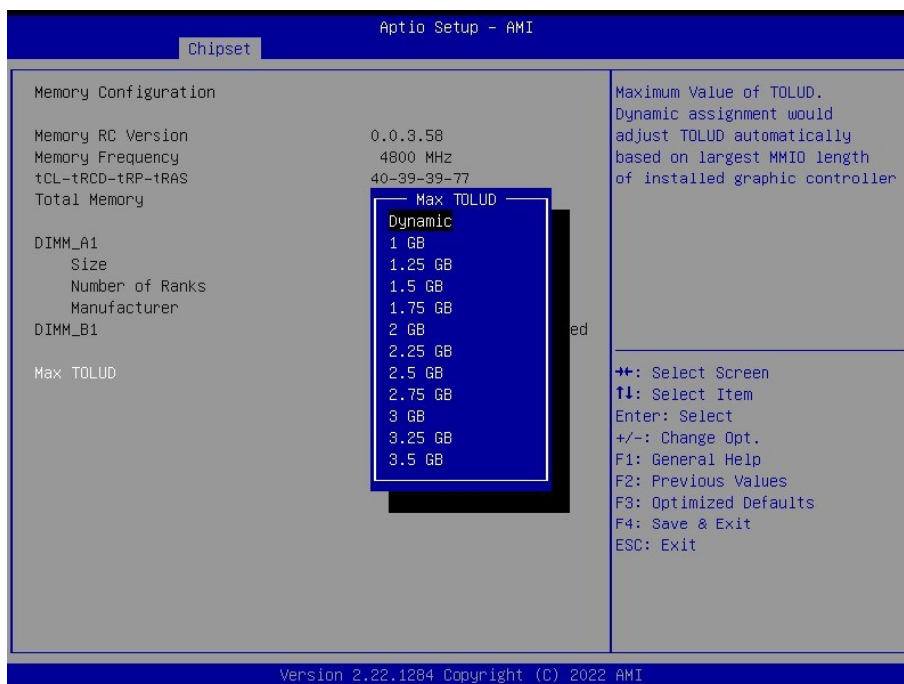 Aptio Setup - AMI
Chipset
Memory Configuration
Memory RC Version 0.0.3.58
Memory Frequency 4800 MHz
tCL-tRCD-tRP-tRAS 40-39-39-77
Total Memory
DIMM_A1
Size
Number of Ranks
Manufacturer
DIMM_B1 ed
Max TOLUD
Max TOLUD
Dynamic
1 GB
1.25 GB
1.5 GB
1.75 GB
2 GB
2.25 GB
2.5 GB
2.75 GB
3 GB
3.25 GB
3.5 GB
Maximum Value of TOLUD.
Dynamic assignment would
adjust TOLUD automatically
based on largest MMIO length
of installed graphic controller
→←: Select Screen
↑↓: Select Item
Enter: Select
+/-: Change Opt.
F1: General Help
F2: Previous Values
F3: Optimized Defaults
F4: Save & Exit
ESC: Exit
Version 2.22.1284 Copyright (C) 2022 AMI